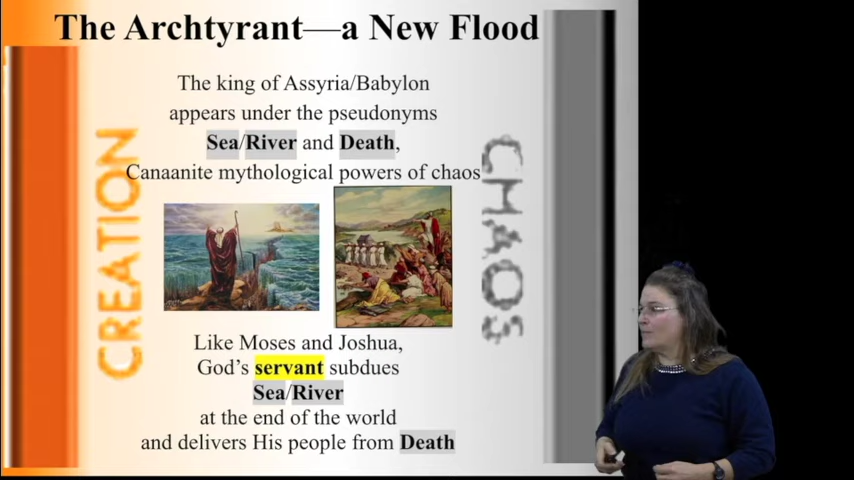 The Archtyrant—a New Flood
The king of Assyria/Babylon
appears under the pseudonyms
Sea/River and Death,
Canaanite mythological powers of chaos
CREATION
CHAOS
Like Moses and Joshua,
God's servant subdues
Sea/River
at the end of the world
and delivers His people from Death